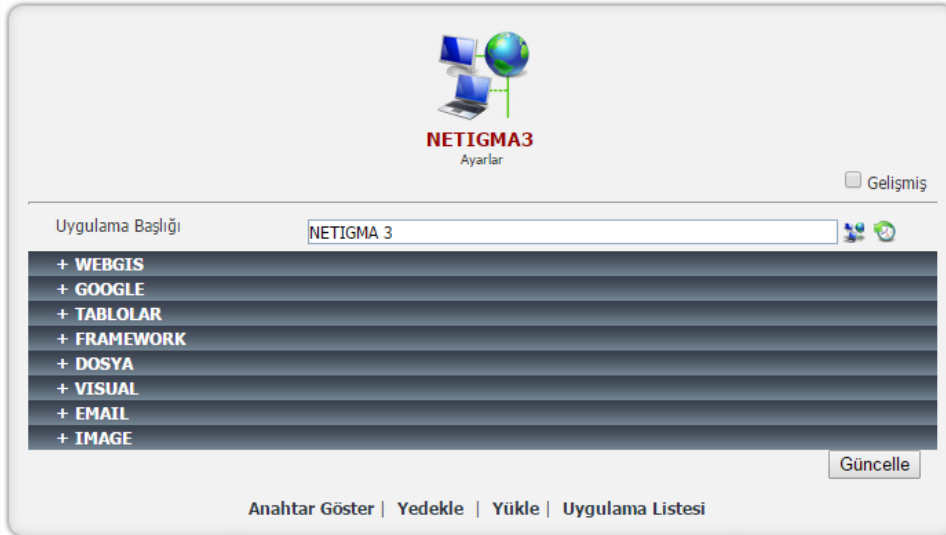 NETIGMA3
Ayarlar
Gelişmiş
Uygulama Başlığı NETIGMA 3
+ WEBGIS
+ GOOGLE
+ TABLOLAR
+ FRAMEWORK
+ DOSYA
+ VISUAL
+ EMAIL
+ IMAGE
Güncelle
Anahtar Göster | Yedekle | Yükle | Uygulama Listesi